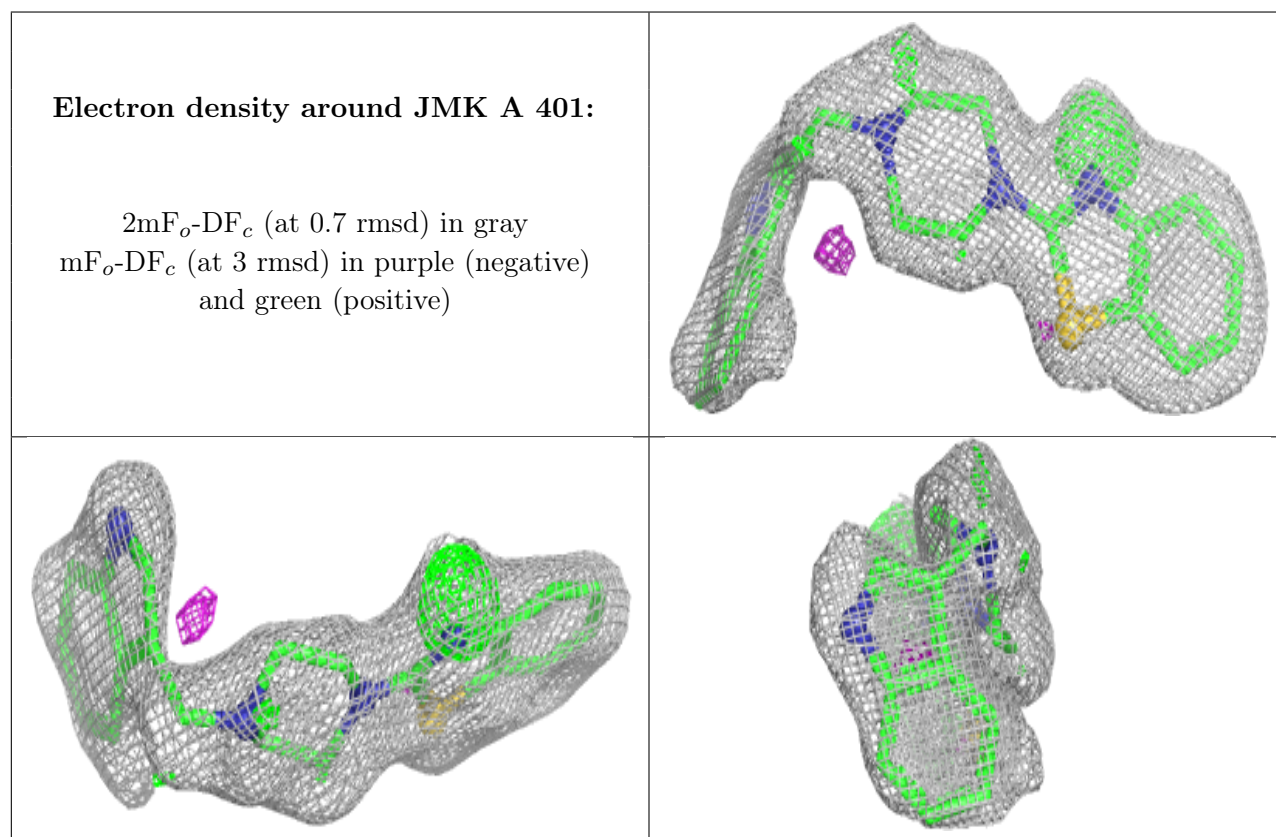 Electron density around JMK A 401:
2mFo-DFc (at 0.7 rmsd) in gray
mFo-DFc (at 3 rmsd) in purple (negative)
and green (positive)